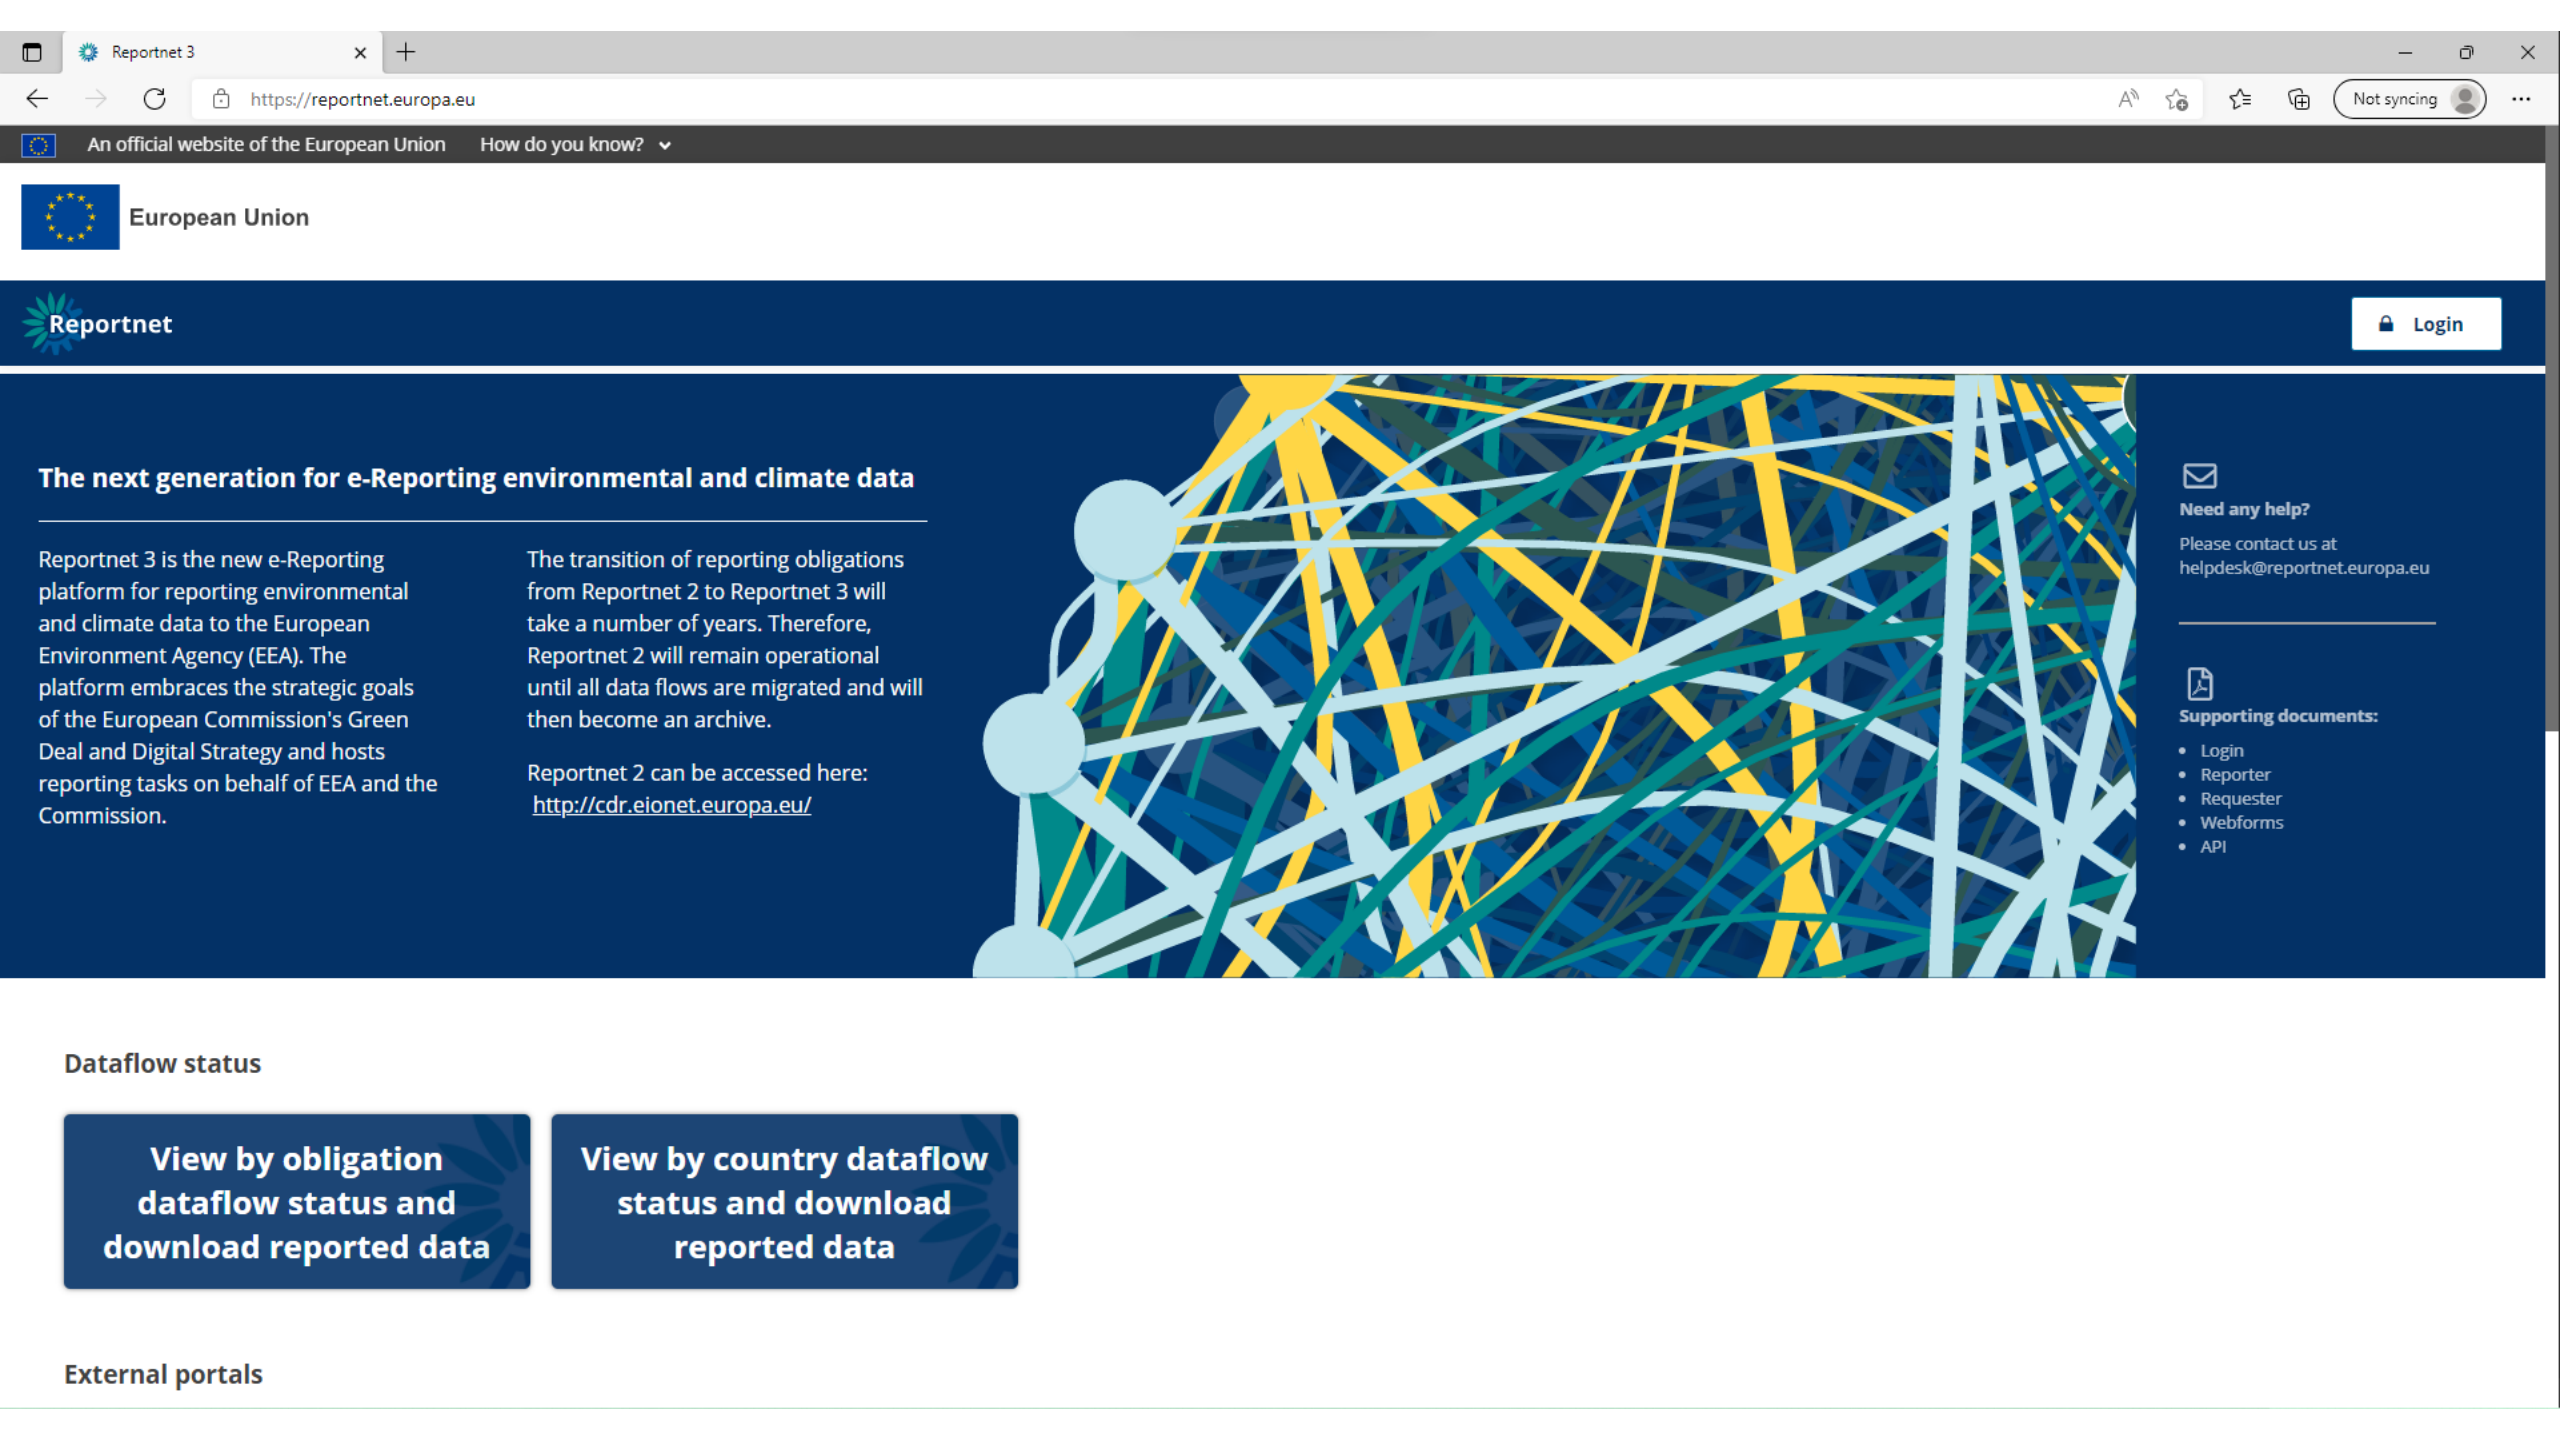 Reportnet 3
https://reportnet.europa.eu
Not syncing
An official website of the European Union
How do you know?
European Union
Reportnet
Login
The next generation for e-Reporting environmental and climate data
Reportnet 3 is the new e-Reporting
platform for reporting environmental
and climate data to the European
Environment Agency (EEA). The
platform embraces the strategic goals
of the European Commission's Green
Deal and Digital Strategy and hosts
reporting tasks on behalf of EEA and the
Commission.
The transition of reporting obligations
from Reportnet 2 to Reportnet 3 will
take a number of years. Therefore,
Reportnet 2 will remain operational
until all data flows are migrated and will
then become an archive.
Reportnet 2 can be accessed here:
http://cdr.eionet.europa.eu/
Need any help?
Please contact us at
helpdesk@reportnet.europa.eu
Supporting documents:
• Login
• Reporter
• Requester
• Webforms
• API
Dataflow status
View by obligation
dataflow status and
download reported data
View by country dataflow
status and download
reported data
External portals